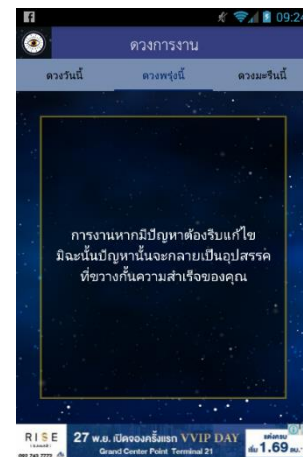 09:24
ดวงการงาน
ดวงวันนี้ ดวงพรุ่งนี้ ดวงมะรืนนี้
การงานหากมีปัญหาต้องรีบแก้ไข
มิฉะนั้นปัญหานั้นจะกลายเป็นอุปสรรค
ที่ขวางกั้นความสำเร็จของคุณ
RISE
27 พ.ย. เปิดจองครั้งแรก VVIP DAY
Grand Center Point Terminal 21
เริ่ม 1.69